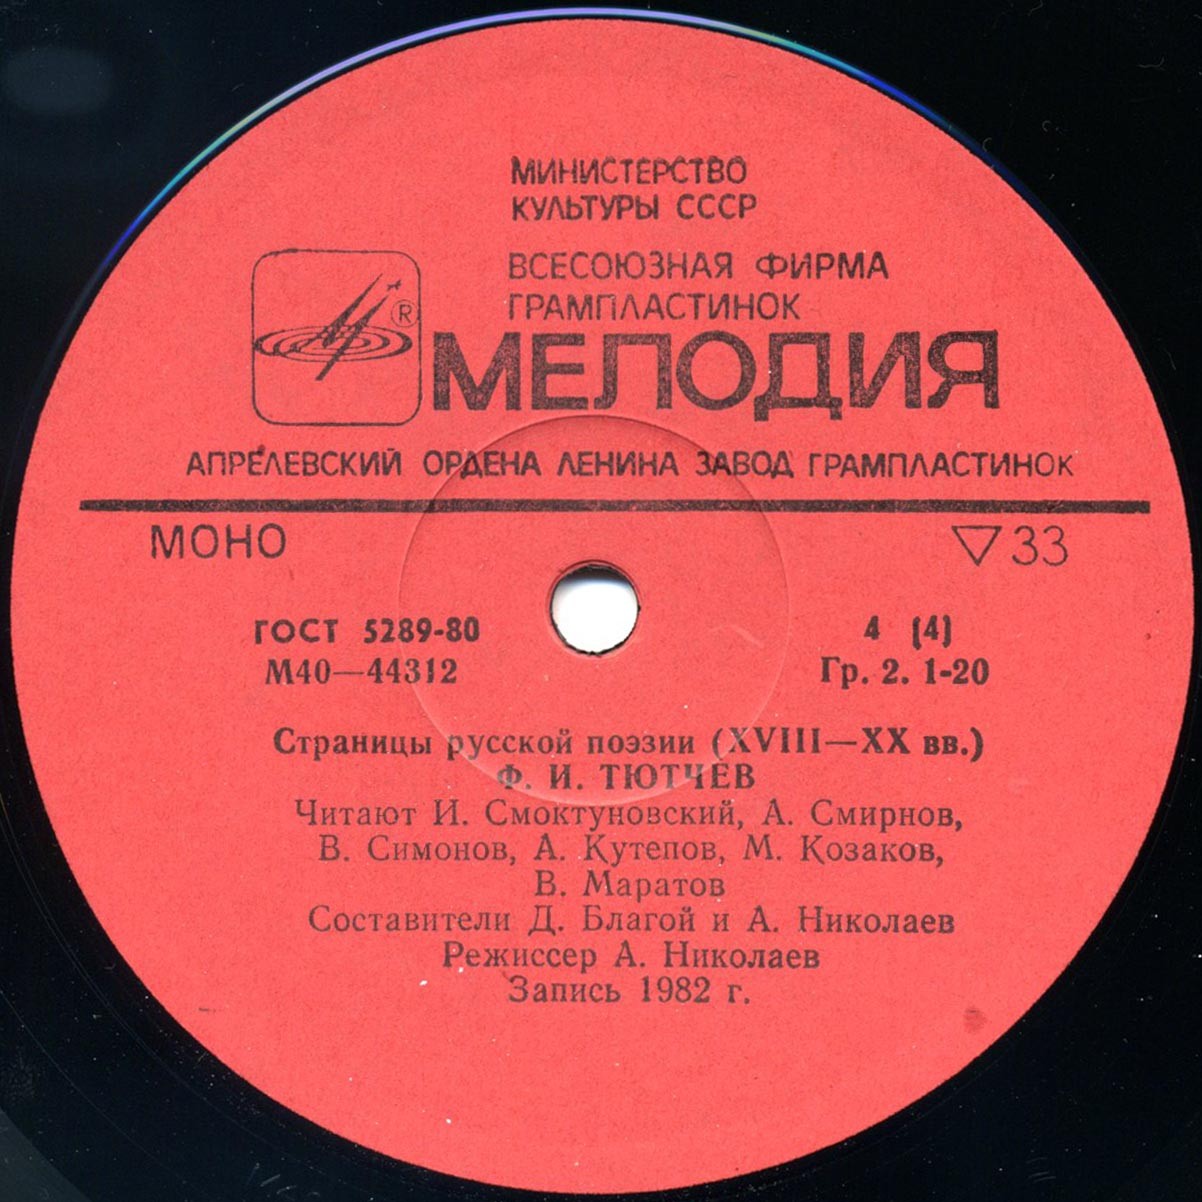 МИНИСТЕРСТВО
КУЛЬТУРЫ СССР
ВСЕСОЮЗНАЯ ФИРМА
ГРАМПЛАСТИНОК
®
МЕЛОДИЯ
АПРЕЛЕВСКИЙ ОРДЕНА ЛЕНИНА ЗАВОД ГРАМПЛАСТИНОК
МОНО ▽33
ГОСТ 5289-80 4 (4)
М40—44312 Гр. 2. 1-20
Страницы русской поэзии (XVIII—XX вв.)
Ф. И. ТЮТЧЕВ
Читают И. Смоктуновский, А. Смирнов,
В. Симонов, А. Кутепов, М. Козаков,
В. Маратов
Составители Д. Благой и А. Николаев
Режиссер А. Николаев
Запись 1982 г.